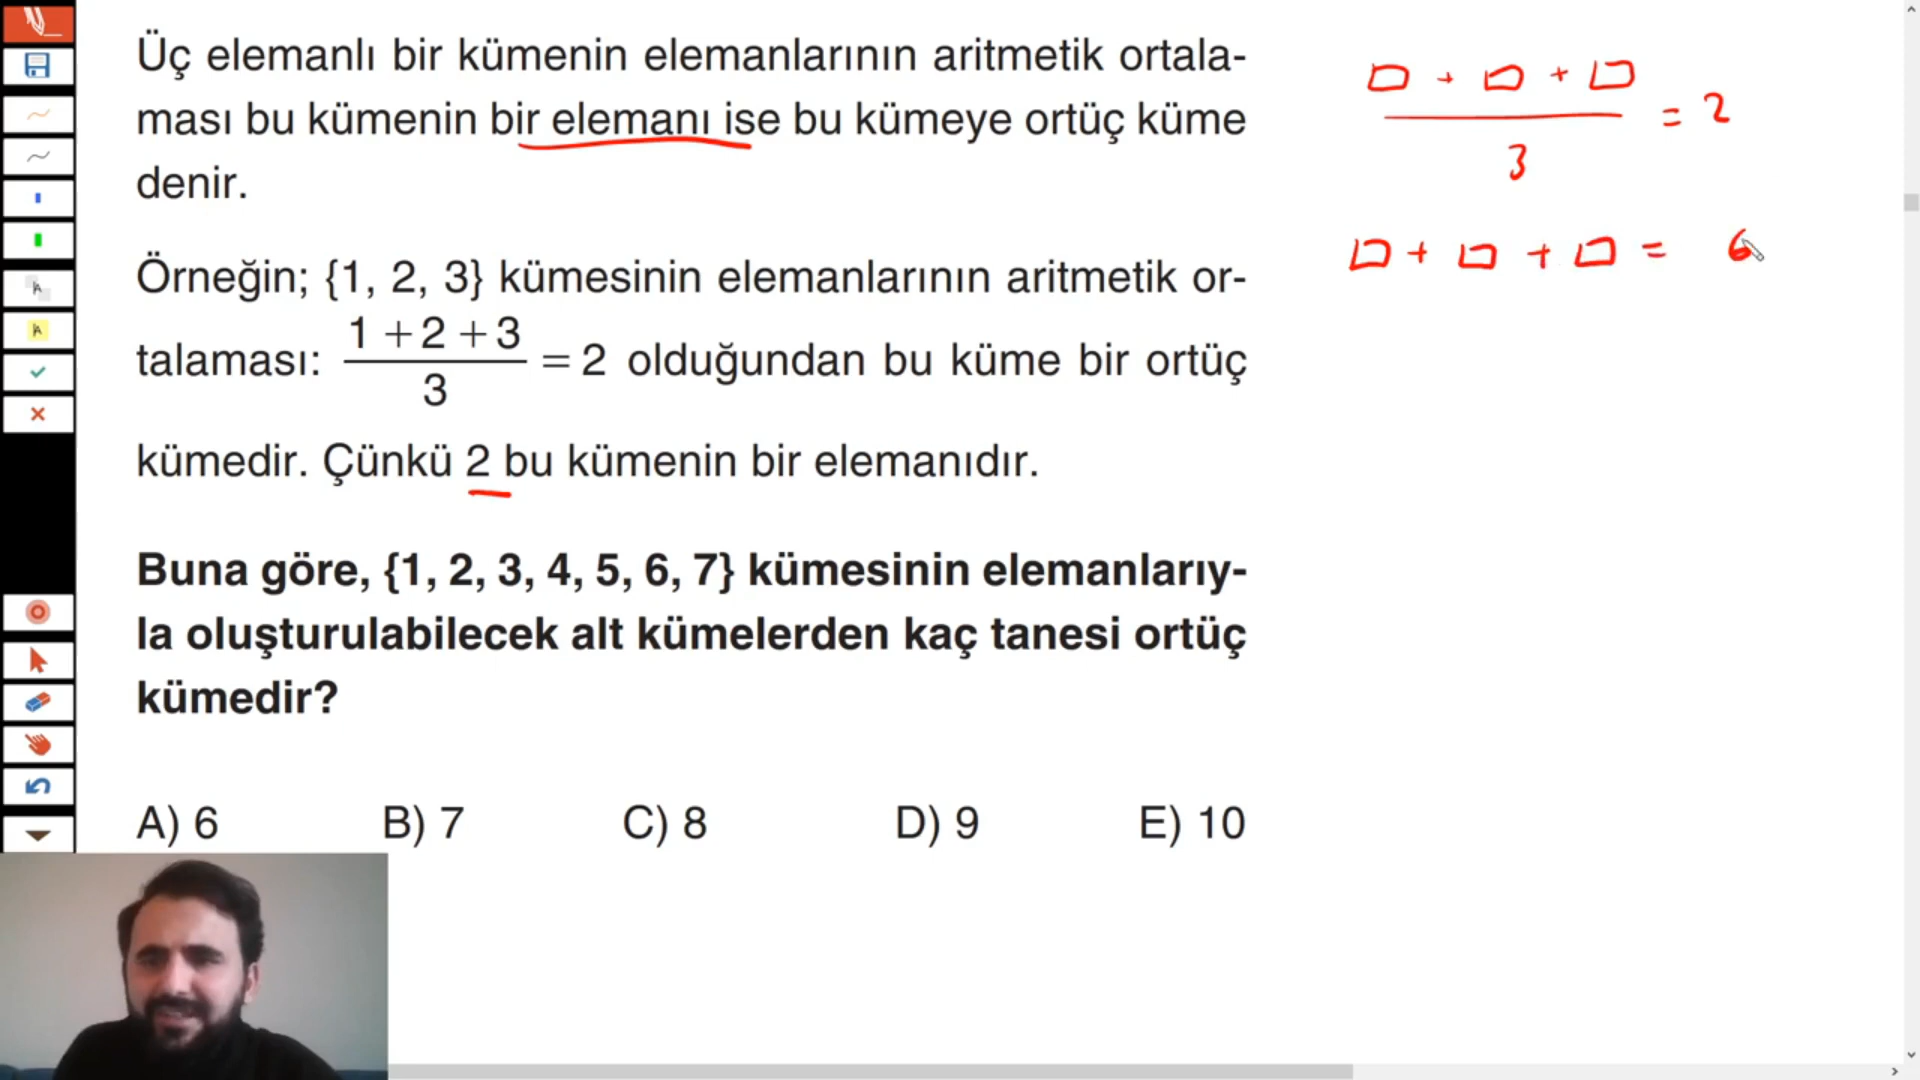 Üç elemanlı bir kümenin elemanlarının aritmetik ortala-
ması bu kümenin bir elemanı ise bu kümeye ortüç küme
denir.
Örneğin; {1, 2, 3} kümesinin elemanlarının aritmetik or-
talaması: (1 + 2 + 3)/3 = 2 olduğundan bu küme bir ortüç
kümedir. Çünkü 2 bu kümenin bir elemanıdır.
Buna göre, {1, 2, 3, 4, 5, 6, 7} kümesinin elemanlarıy-
la oluşturulabilecek alt kümelerden kaç tanesi ortüç
kümedir?
A) 6 B) 7 C) 8 D) 9 E) 10
(□ + □ + □)/3 = 2
□ + □ + □ = 6